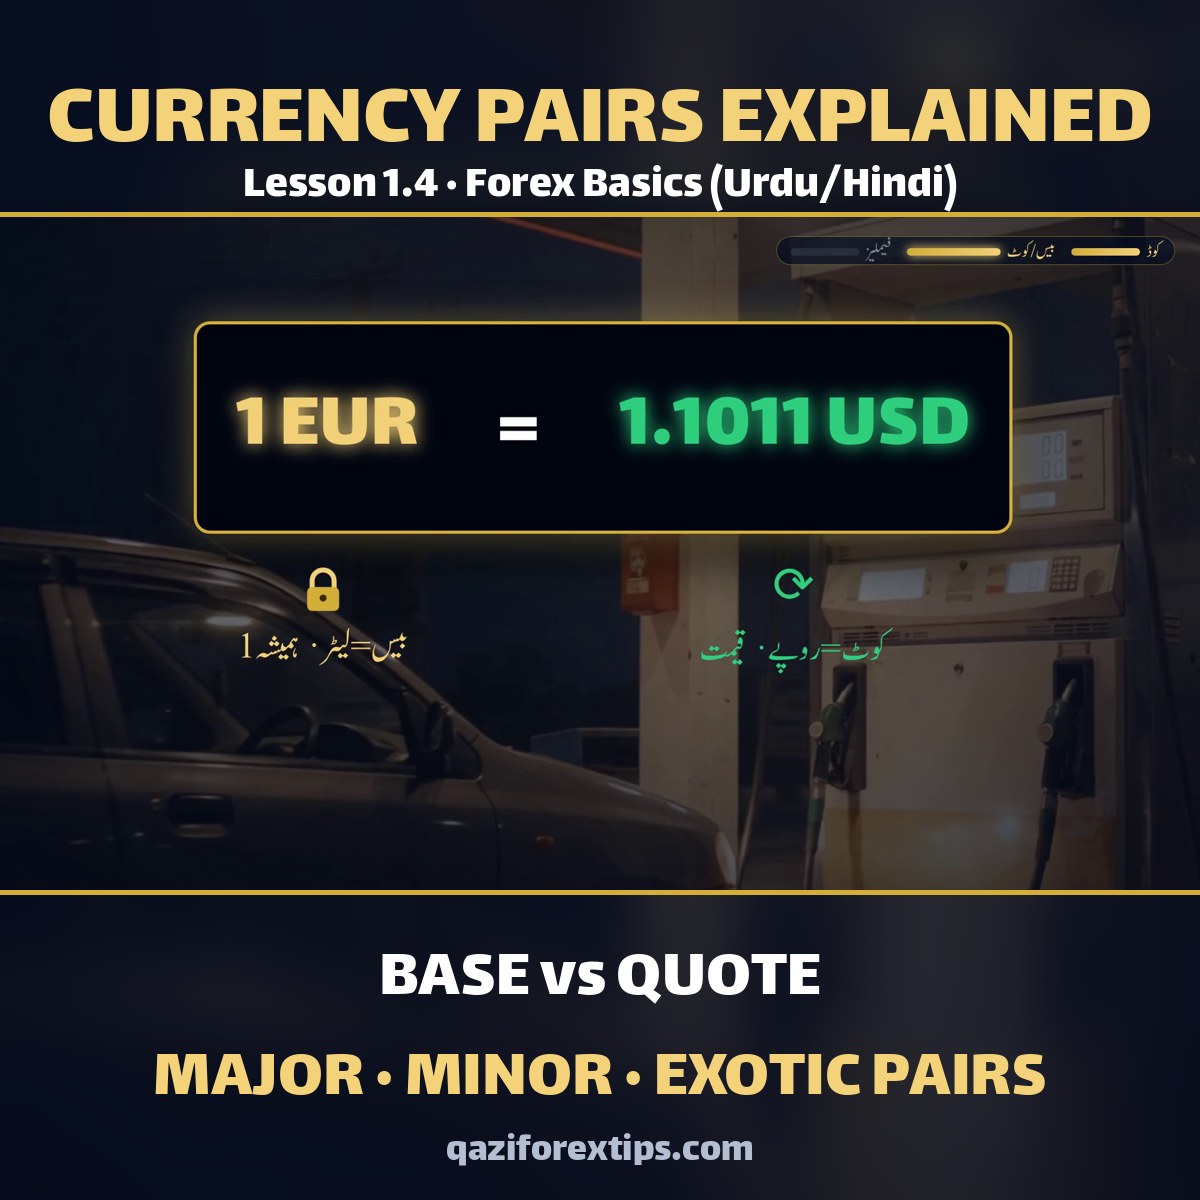 CURRENCY PAIRS EXPLAINED
Lesson 1.4 • Forex Basics (Urdu/Hindi)
کوڈ بیس/کوٹ فیملیز
1 EUR = 1.1011 USD
بیس=لیٹر · ہمیشہ 1
کوٹ=روپے · قیمت
BASE vs QUOTE
MAJOR • MINOR • EXOTIC PAIRS
qaziforextips.com